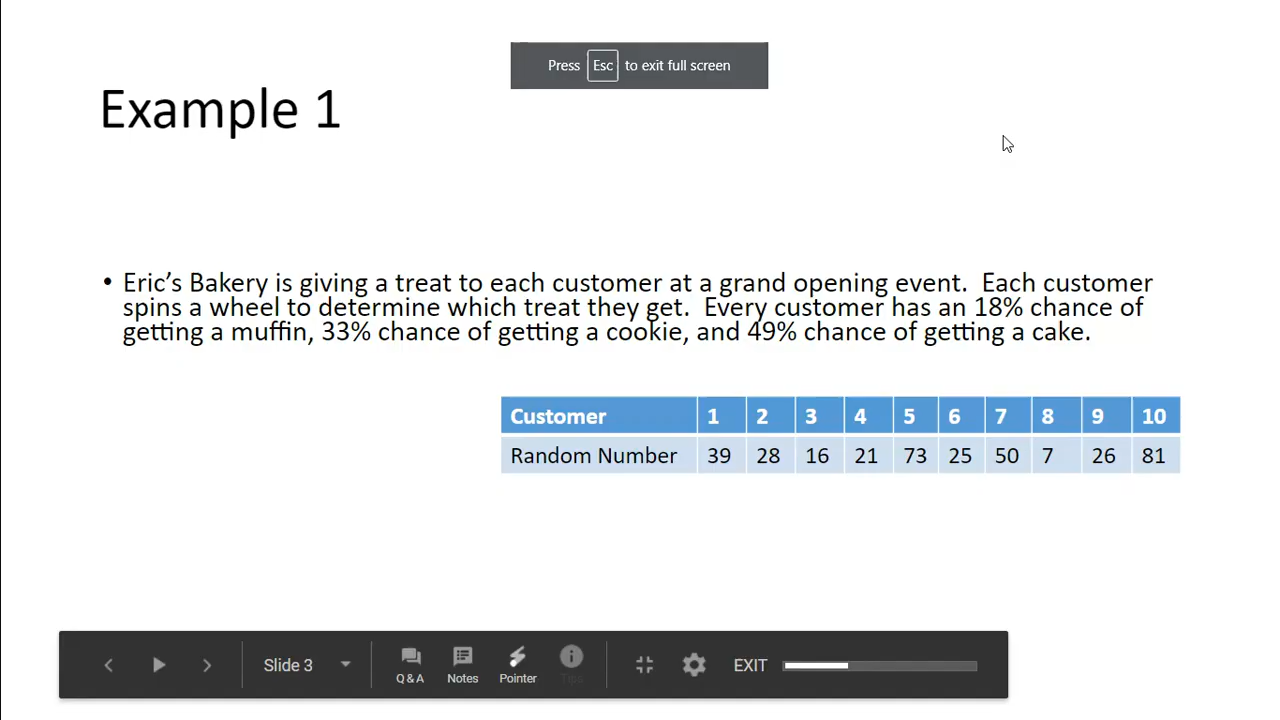 Press Esc to exit full screen
Example 1
• Eric’s Bakery is giving a treat to each customer at a grand opening event.  Each customer
spins a wheel to determine which treat they get.  Every customer has an 18% chance of
getting a muffin, 33% chance of getting a cookie, and 49% chance of getting a cake.
Customer 1 2 3 4 5 6 7 8 9 10
Random Number 39 28 16 21 73 25 50 7 26 81
Slide 3 Q & A Notes Pointer Tips EXIT